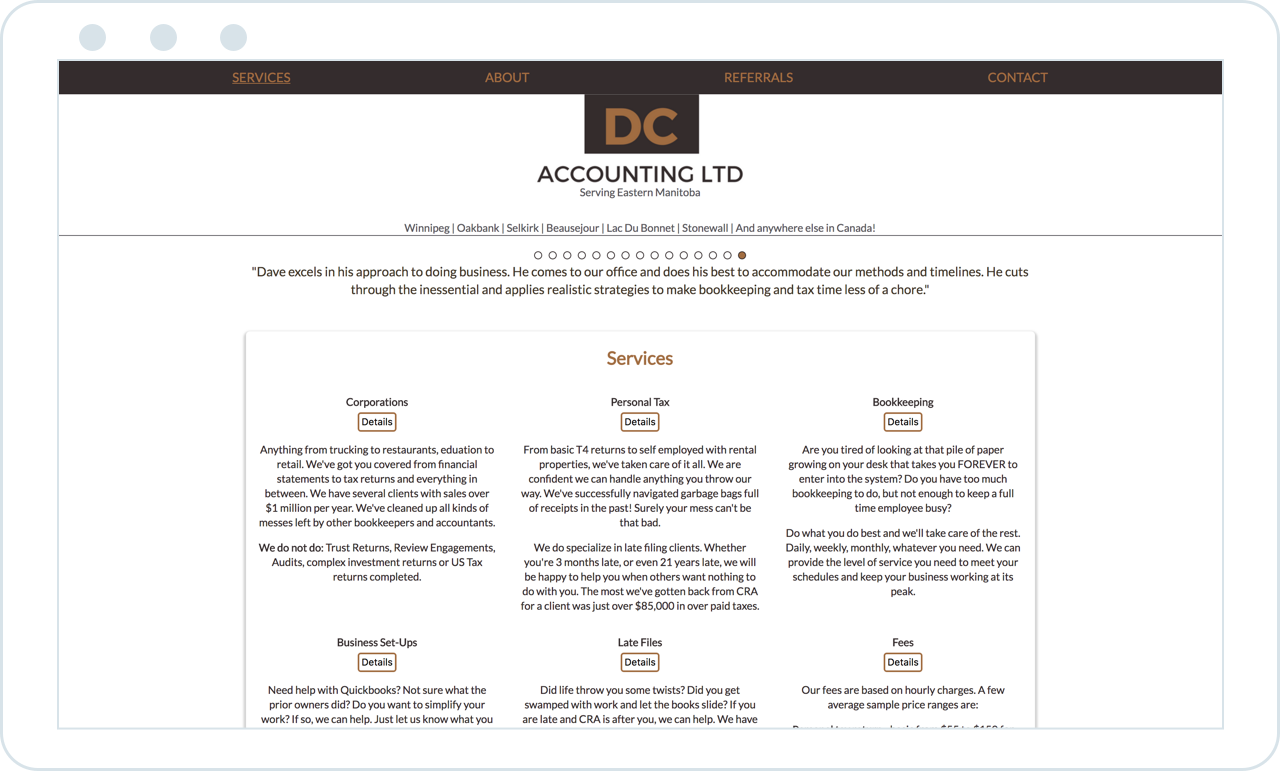 SERVICES ABOUT REFERRALS CONTACT
DC
ACCOUNTING LTD
Serving Eastern Manitoba
Winnipeg | Oakbank | Selkirk | Beausejour | Lac Du Bonnet | Stonewall | And anywhere else in Canada!
"Dave excels in his approach to doing business. He comes to our office and does his best to accommodate our methods and timelines. He cuts
through the inessential and applies realistic strategies to make bookkeeping and tax time less of a chore."
Services
Corporations
Details
Anything from trucking to restaurants, eduation to
retail. We've got you covered from financial
statements to tax returns and everything in
between. We have several clients with sales over
$1 million per year. We've cleaned up all kinds of
messes left by other bookkeepers and accountants.
We do not do: Trust Returns, Review Engagements,
Audits, complex investment returns or US Tax
returns completed.
Personal Tax
Details
From basic T4 returns to self employed with rental
properties, we've taken care of it all. We are
confident we can handle anything you throw our
way. We've successfully navigated garbage bags full
of receipts in the past! Surely your mess can't be
that bad.
We do specialize in late filing clients. Whether
you're 3 months late, or even 21 years late, we will
be happy to help you when others want nothing to
do with you. The most we've gotten back from CRA
for a client was just over $85,000 in over paid taxes.
Bookkeeping
Details
Are you tired of looking at that pile of paper
growing on your desk that takes you FOREVER to
enter into the system? Do you have too much
bookkeeping to do, but not enough to keep a full
time employee busy?
Do what you do best and we'll take care of the rest.
Daily, weekly, monthly, whatever you need. We can
provide the level of service you need to meet your
schedules and keep your business working at its
peak.
Business Set-Ups
Details
Need help with Quickbooks? Not sure what the
prior owners did? Do you want to simplify your
work? If so, we can help. Just let us know what you
Late Files
Details
Did life throw you some twists? Did you get
swamped with work and let the books slide? If you
are late and CRA is after you, we can help. We have
Fees
Details
Our fees are based on hourly charges. A few
average sample price ranges are: